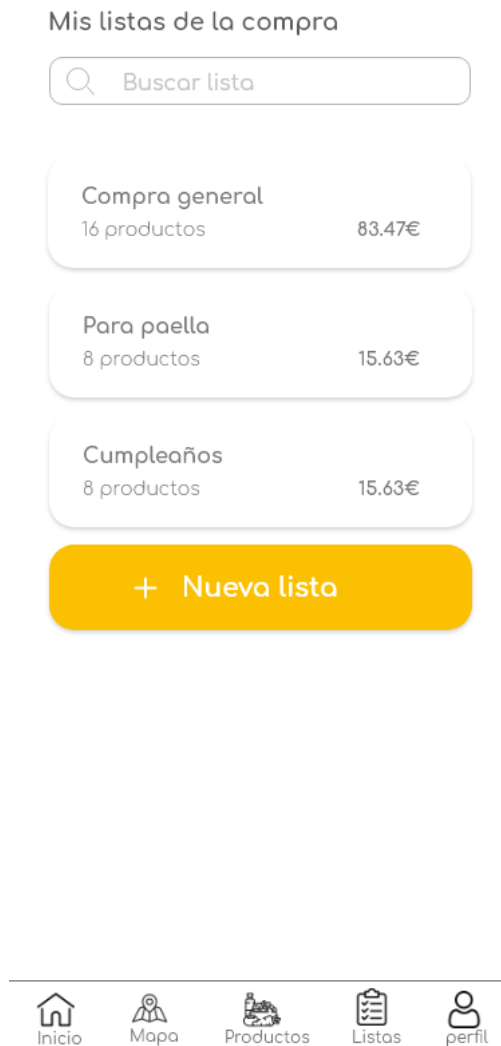 Mis listas de la compra
Buscar lista
Compra general
16 productos 83.47€
Para paella
8 productos 15.63€
Cumpleaños
8 productos 15.63€
+ Nueva lista
Inicio Mapa Productos Listas perfil